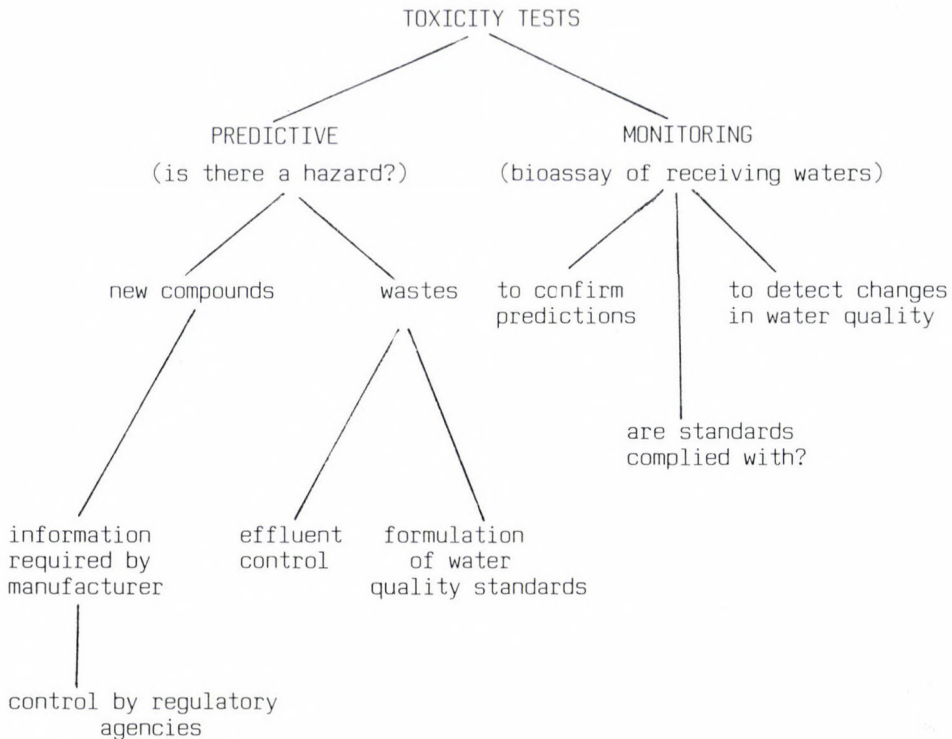 TOXICITY TESTS
PREDICTIVE
(is there a hazard?)
MONITORING
(bioassay of receiving waters)
new compounds
wastes
to confirm
predictions
to detect changes
in water quality
are standards
complied with?
information
required by
manufacturer
effluent
control
formulation
of water
quality standards
control by regulatory
agencies